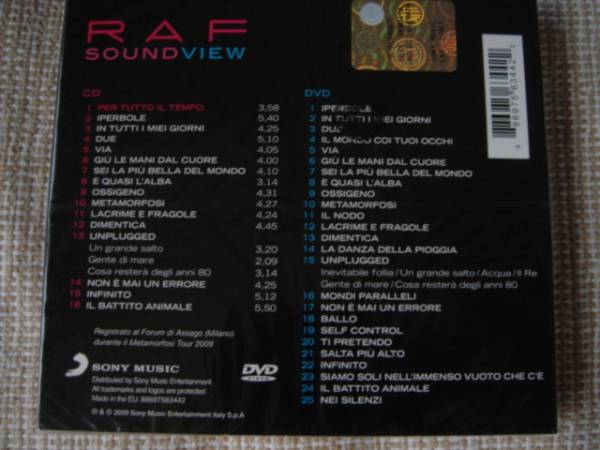 RAF
SOUNDVIEW
CD
1 PER TUTTO IL TEMPO 3,58
2 IPERBOLE 5,40
3 IN TUTTI I MIEI GIORNI 4,25
4 DUE 5,10
5 VIA 4,05
6 GIÙ LE MANI DAL CUORE 4,00
7 SEI LA PIÙ BELLA DEL MONDO 4,10
8 È QUASI L'ALBA 3,14
9 OSSIGENO 4,31
10 METAMORFOSI 4,27
11 LACRIME E FRAGOLE 4,24
12 DIMENTICA 4,45
13 UNPLUGGED
Un grande salto 3,20
Gente di mare 2,09
Cosa resterà degli anni 80 3,14
14 NON È MAI UN ERRORE 4,25
15 INFINITO 5,12
16 IL BATTITO ANIMALE 5,50
Registrato al Forum di Assago (Milano)
durante il Metamorfosi Tour 2009
SONY MUSIC
DVD
VIDEO
Distributed by Sony Music Entertainment.
All trademarks and logos are protected.
Made in the EU. 88697563442
℗ & © 2009 Sony Music Entertainment Italy S.p.A
DVD
1 IPERBOLE
2 IN TUTTI I MIEI GIORNI
3 DUE
4 IL MONDO COI TUOI OCCHI
5 VIA
6 GIÙ LE MANI DAL CUORE
7 SEI LA PIÙ BELLA DEL MONDO
8 È QUASI L'ALBA
9 OSSIGENO
10 METAMORFOSI
11 IL NODO
12 LACRIME E FRAGOLE
13 DIMENTICA
14 LA DANZA DELLA PIOGGIA
15 UNPLUGGED
Inevitabile follia / Un grande salto / Acqua / Il Re
Gente di mare / Cosa resterà degli anni 80
16 MONDI PARALLELI
17 NON È MAI UN ERRORE
18 BALLO
19 SELF CONTROL
20 TI PRETENDO
21 SALTA PIÙ ALTO
22 INFINITO
23 SIAMO SOLI NELL'IMMENSO VUOTO CHE C'È
24 IL BATTITO ANIMALE
25 NEI SILENZI
8 86975 63442 2